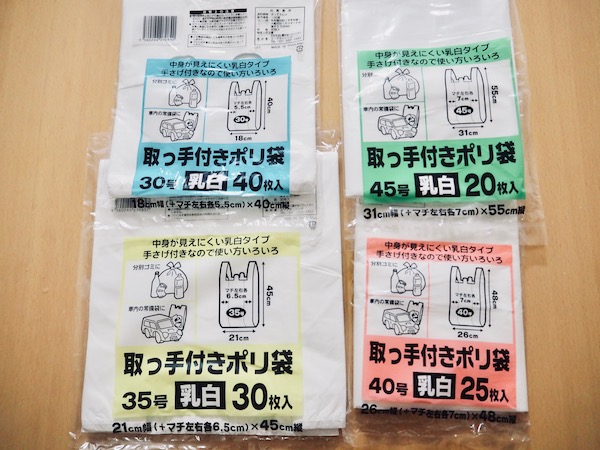 中身が見えにくい乳白タイプ
手さげ付きなので使い方いろいろ
分別ゴミに
車内の常備袋に
マチ左右各
5.5cm
30号
40cm
18cm
取っ手付きポリ袋
30号 乳白 40枚入
18cm幅(+マチ左右各5.5cm)×40cm縦
中身が見えにくい乳白タイプ
手さげ付きなので使い方いろいろ
分別
車内の常備袋に
マチ左右各
7cm
45号
55cm
31cm
取っ手付きポリ袋
45号 乳白 20枚入
31cm幅(+マチ左右各7cm)×55cm縦
中身が見えにくい乳白タイプ
手さげ付きなので使い方いろいろ
分別ゴミに
車内の常備袋に
マチ左右各
6.5cm
35号
45cm
21cm
取っ手付きポリ袋
35号 乳白 30枚入
21cm幅(+マチ左右各6.5cm)×45cm縦
中身が見えにくい乳白タイプ
手さげ付きなので使い方いろいろ
分別ゴミに
車内の常備袋に
マチ左右各
7cm
40号
48cm
26cm
取っ手付きポリ袋
40号 乳白 25枚入
26cm幅(+マチ左右各7cm)×48cm縦